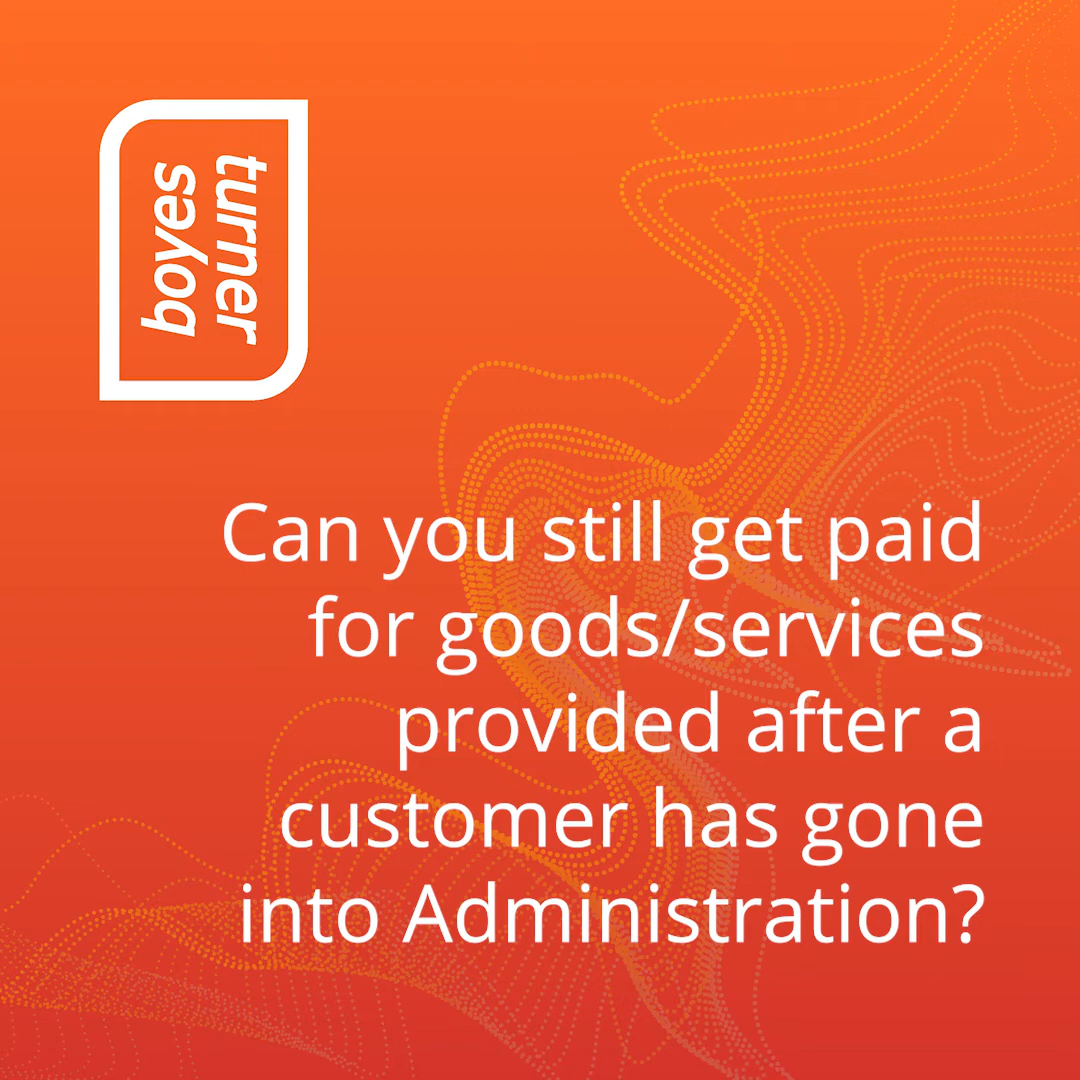 boyes
turner
Can you still get paid
for goods/services
provided after a
customer has gone
into Administration?